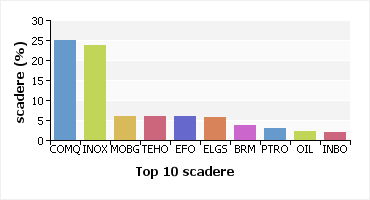 30
25
20
15
10
5
0
scadere (%)
COMQ INOX MOBG TEHO EFO ELGS BRM PTRO OIL INBO
Top 10 scadere